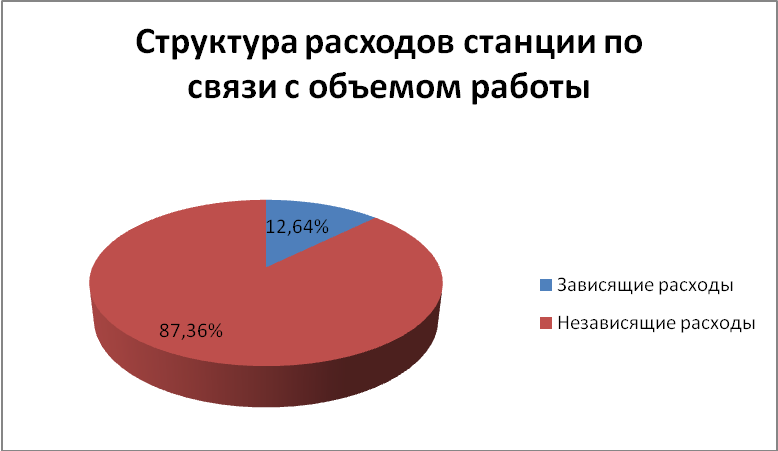 Структура расходов станции по
связи с объемом работы
12,64%
87,36%
Зависящие расходы
Независящие расходы